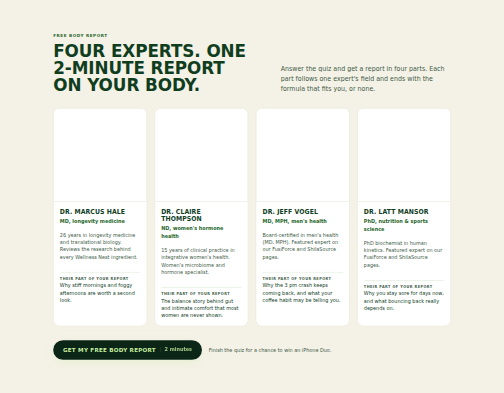 FREE BODY REPORT
FOUR EXPERTS. ONE
2-MINUTE REPORT
ON YOUR BODY.
Answer the quiz and get a report in four parts. Each
part follows one expert's field and ends with the
formula that fits you, or none.
DR. MARCUS HALE
MD, longevity medicine
26 years in longevity medicine
and translational biology.
Reviews the research behind
every Wellness Nest ingredient.
THEIR PART OF YOUR REPORT
Why stiff mornings and foggy
afternoons are worth a second
look.
DR. CLAIRE
THOMPSON
ND, women's hormone
health
15 years of clinical practice in
integrative women's health.
Women's microbiome and
hormone specialist.
THEIR PART OF YOUR REPORT
The balance story behind gut
and intimate comfort that most
women are never shown.
DR. JEFF VOGEL
MD, MPH, men's health
Board-certified in men's health
(MD, MPH). Featured expert on
our FusiForce and ShilaSource
pages.
THEIR PART OF YOUR REPORT
Why the 3 pm crash keeps
coming back, and what your
coffee habit may be telling you.
DR. LATT MANSOR
PhD, nutrition & sports
science
PhD biochemist in human
kinetics. Featured expert on our
FusiForce and ShilaSource
pages.
THEIR PART OF YOUR REPORT
Why you stay sore for days now,
and what bouncing back really
depends on.
GET MY FREE BODY REPORT 2 minutes
Finish the quiz for a chance to win an iPhone Duo.